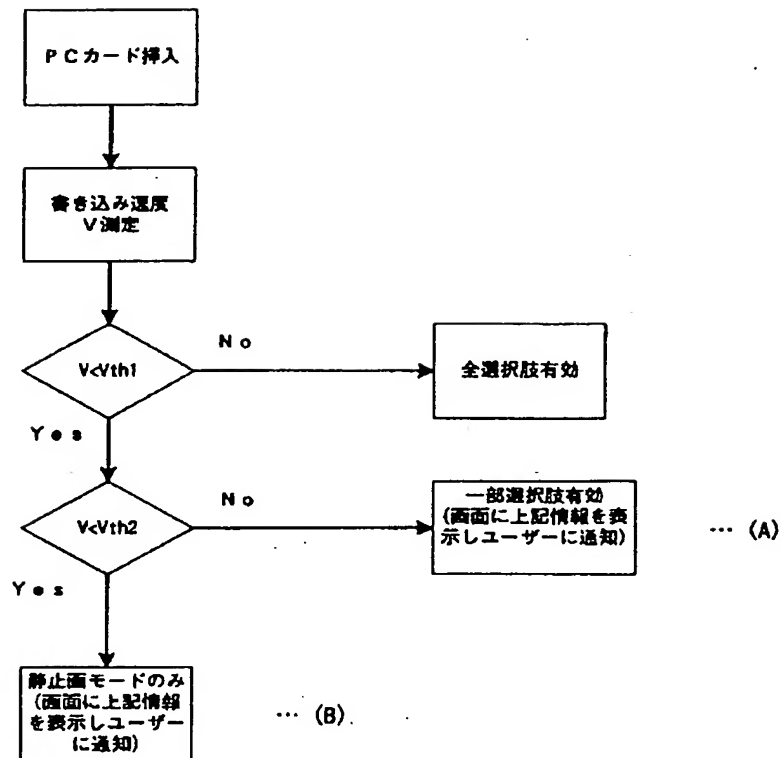 PCカード挿入
書き込み速度
V測定
V<Vth1
No
全選択肢有効
Yes
V<Vth2
No
一部選択肢有効
(画面に上記情報を表
示しユーザーに通知)
… (A)
Yes
静止画モードのみ
(画面に上記情報
を表示しユーザー
に通知)
… (B)